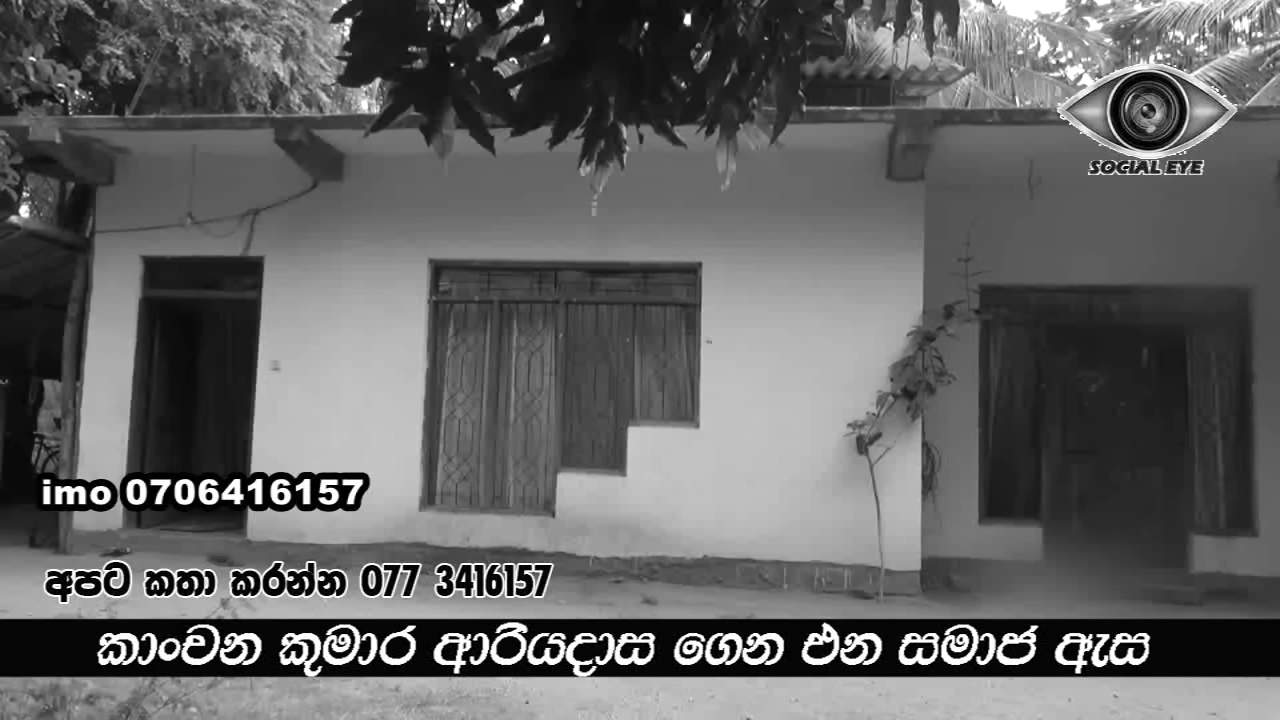 SOCIAL EYE
imo 0706416157
අපට කතා කරන්න 077 3416157
කාංචන කුමාර ආරියදාස ගෙන එන සමාජ ඇස